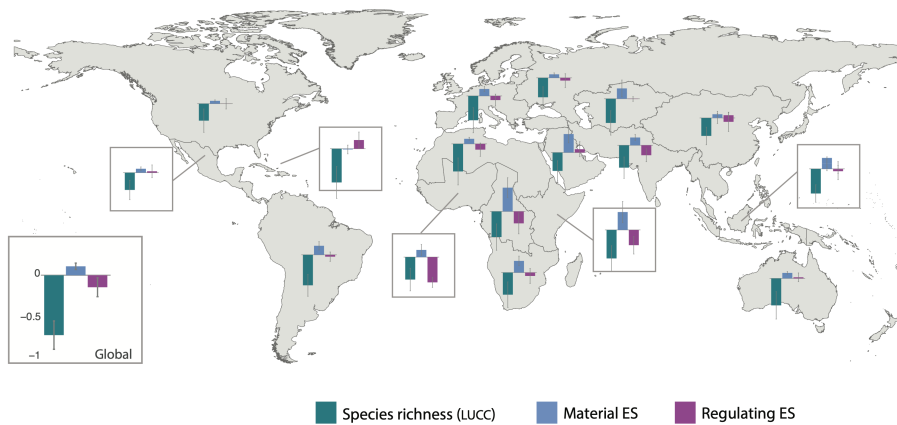 0
−0.5
−1
Global
Species richness (LUCC)
Material ES
Regulating ES